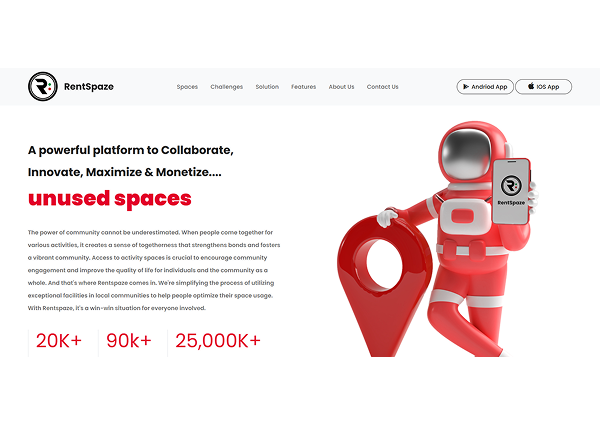 RentSpaze
Spaces Challenges Solution Features About Us Contact Us
Andriod App
IOS App
A powerful platform to Collaborate,
Innovate, Maximize & Monetize....
unused spaces
The power of community cannot be underestimated. When people come together for
various activities, it creates a sense of togetherness that strengthens bonds and fosters
a vibrant community. Access to activity spaces is crucial to encourage community
engagement and improve the quality of life for individuals and the community as a
whole. And that's where Rentspaze comes in. We're simplifying the process of utilizing
exceptional facilities in local communities to help people optimize their space usage.
With Rentspaze, it's a win-win situation for everyone involved.
20K+ 90k+ 25,000K+
RentSpaze